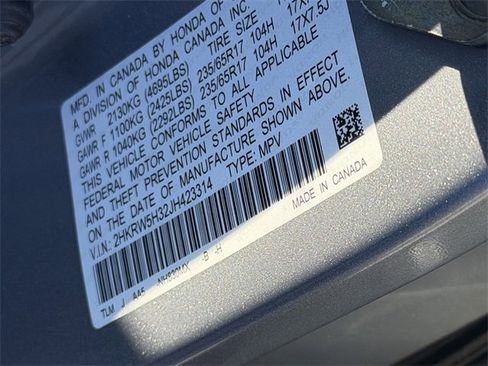 MFD. IN CANADA BY HONDA OF
A DIVISION OF HONDA CANADA INC.
GVWR 2130KG (4695LBS) TIRE SIZE
GAWR F 1100KG (2425LBS) 235/65R17 104H 17X7.5J
GAWR R 1040KG (2292LBS) 235/65R17 104H
THIS VEHICLE CONFORMS TO ALL APPLICABLE
FEDERAL MOTOR VEHICLE SAFETY
AND THEFT PREVENTION STANDARDS IN EFFECT
ON THE DATE OF MANUFACTURE SHOWN ABOVE.
V.I.N: 2HKRW5H32JH423314 TYPE: MPV
TLM J AA5 NH830MX -B -H
MADE IN CANADA